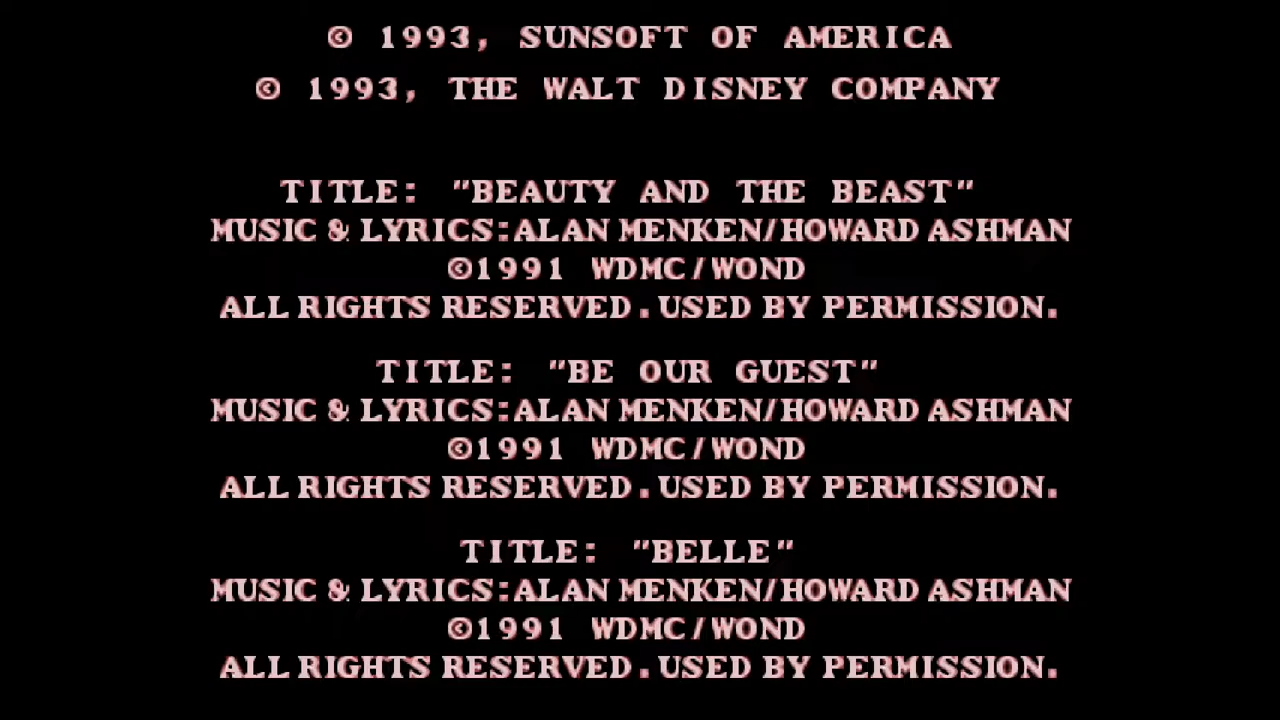 © 1993, SUNSOFT OF AMERICA
© 1993, THE WALT DISNEY COMPANY
TITLE: "BEAUTY AND THE BEAST"
MUSIC & LYRICS:ALAN MENKEN/HOWARD ASHMAN
©1991 WDMC/WOND
ALL RIGHTS RESERVED.USED BY PERMISSION.
TITLE: "BE OUR GUEST"
MUSIC & LYRICS:ALAN MENKEN/HOWARD ASHMAN
©1991 WDMC/WOND
ALL RIGHTS RESERVED.USED BY PERMISSION.
TITLE: "BELLE"
MUSIC & LYRICS:ALAN MENKEN/HOWARD ASHMAN
©1991 WDMC/WOND
ALL RIGHTS RESERVED.USED BY PERMISSION.